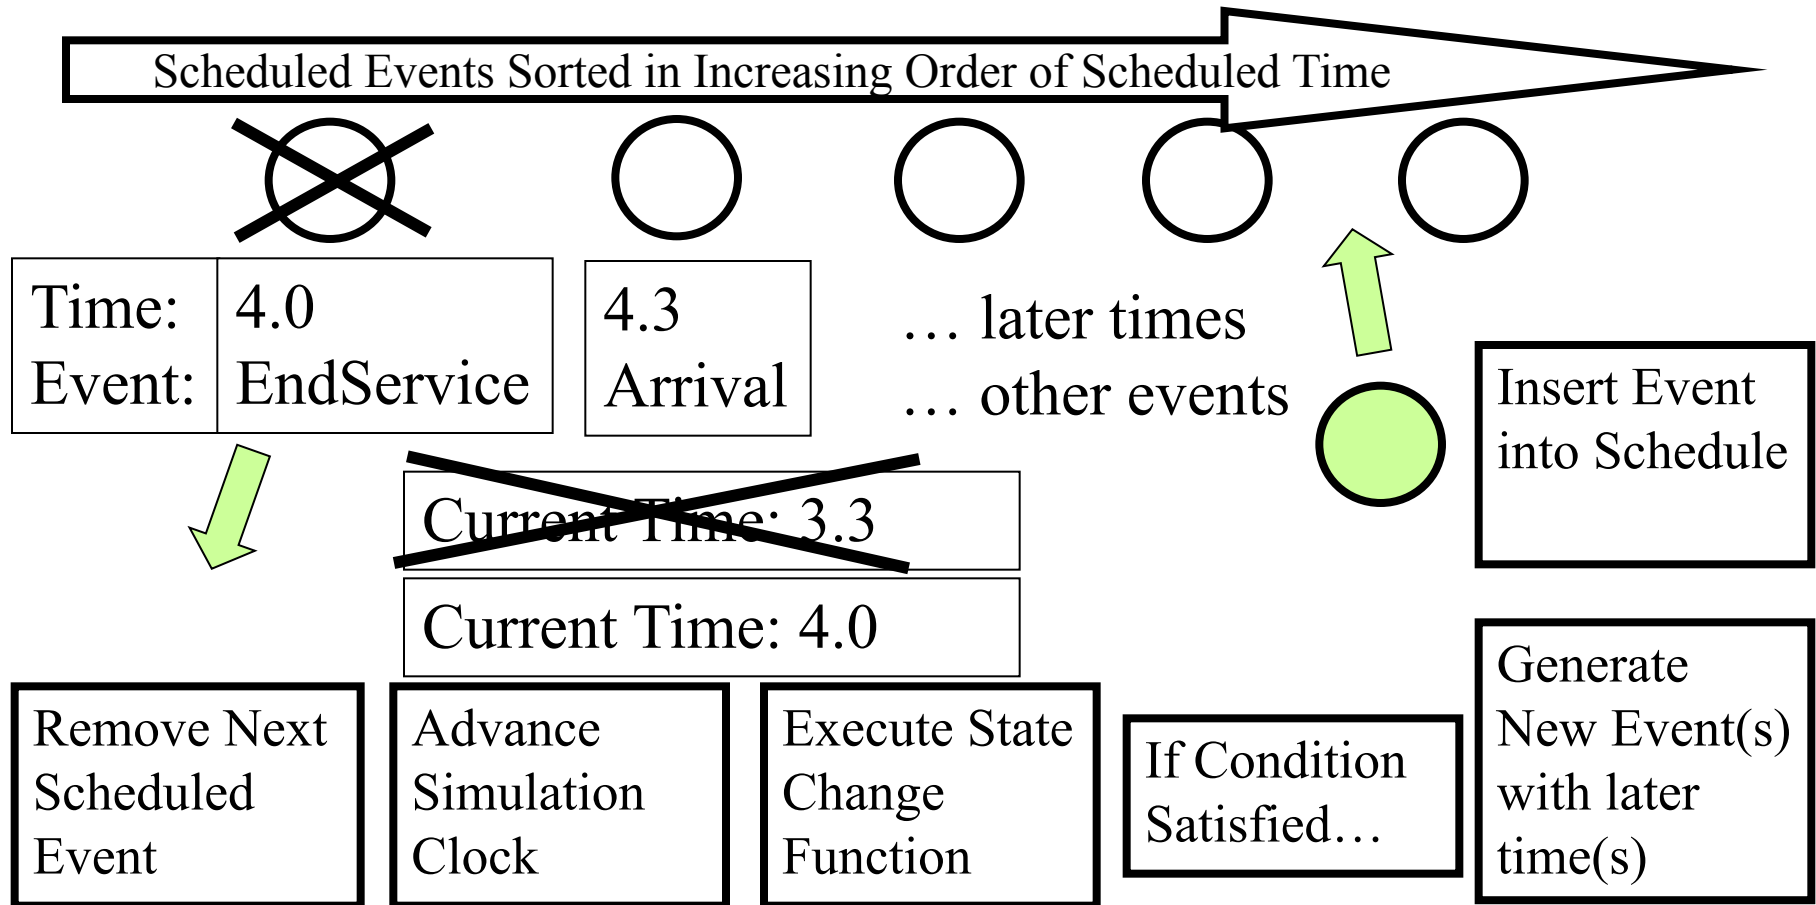 Scheduled Events Sorted in Increasing Order of Scheduled Time
Time: 4.0
Event: EndService
4.3
Arrival
… later times
… other events
Insert Event
into Schedule
Current Time: 3.3
Current Time: 4.0
Remove Next
Scheduled
Event
Advance
Simulation
Clock
Execute State
Change
Function
If Condition
Satisfied…
Generate
New Event(s)
with later
time(s)